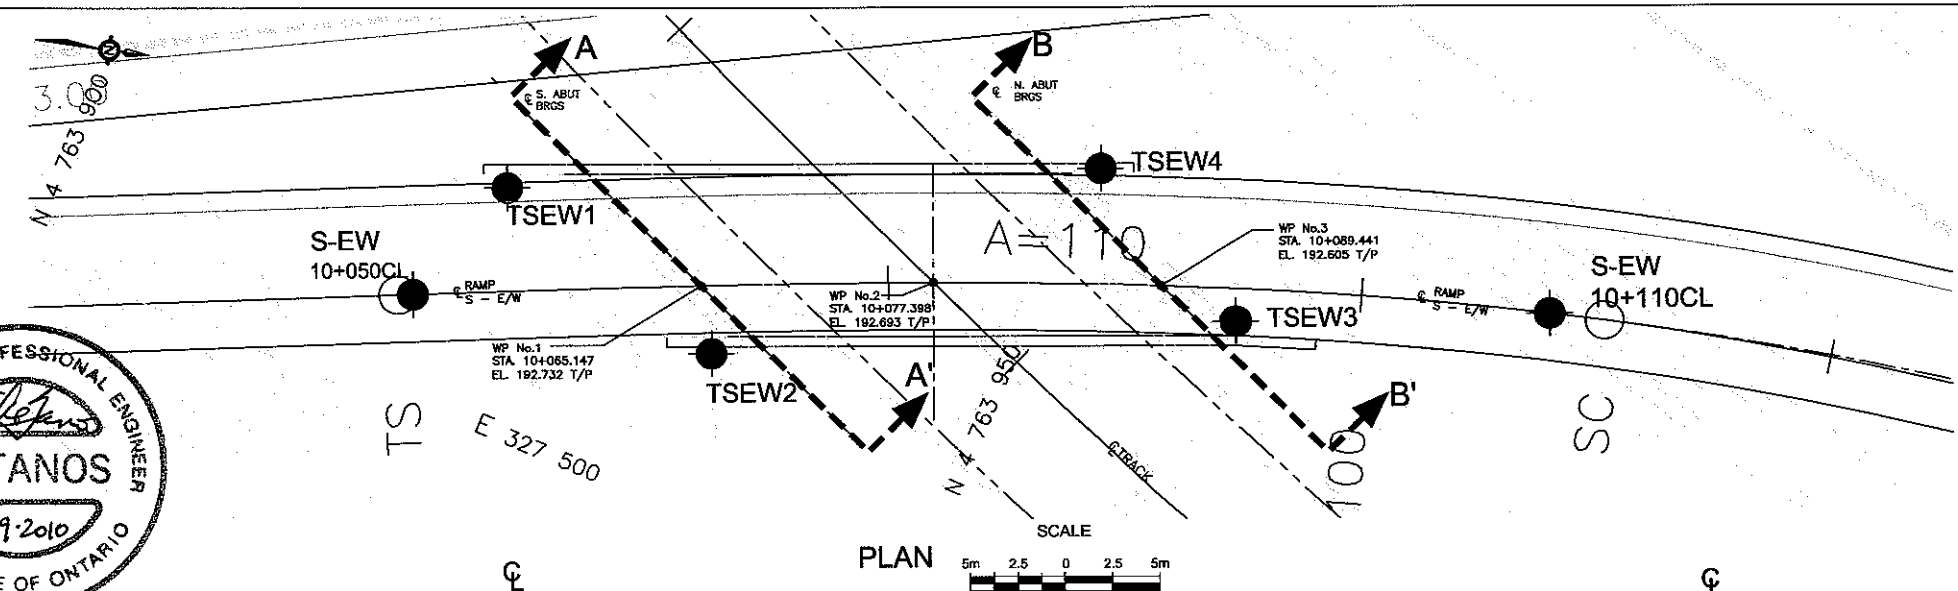 A
B
℄ S. ABUT
BRGS
℄ N. ABUT
BRGS
3.0
900
N 4 763
TSEW4
TSEW1
A=110
S-EW
10+050CL
℄ RAMP
S - E/W
WP No.3
STA. 10+089.441
EL. 192.605 T/P
S-EW
10+110CL
℄ RAMP
S - E/W
WP No.2
STA. 10+077.398
EL. 192.693 T/P
TSEW3
WP No.1
STA. 10+065.147
EL. 192.732 T/P
TSEW2
A'
B'
N 4 763 950
℄ TRACK
TS
E 327 500
100
SC
FESSIONAL ENGINEER
TANOS
9·2010
E OF ONTARIO
SCALE
PLAN
5m 2.5 0 2.5 5m
℄
℄